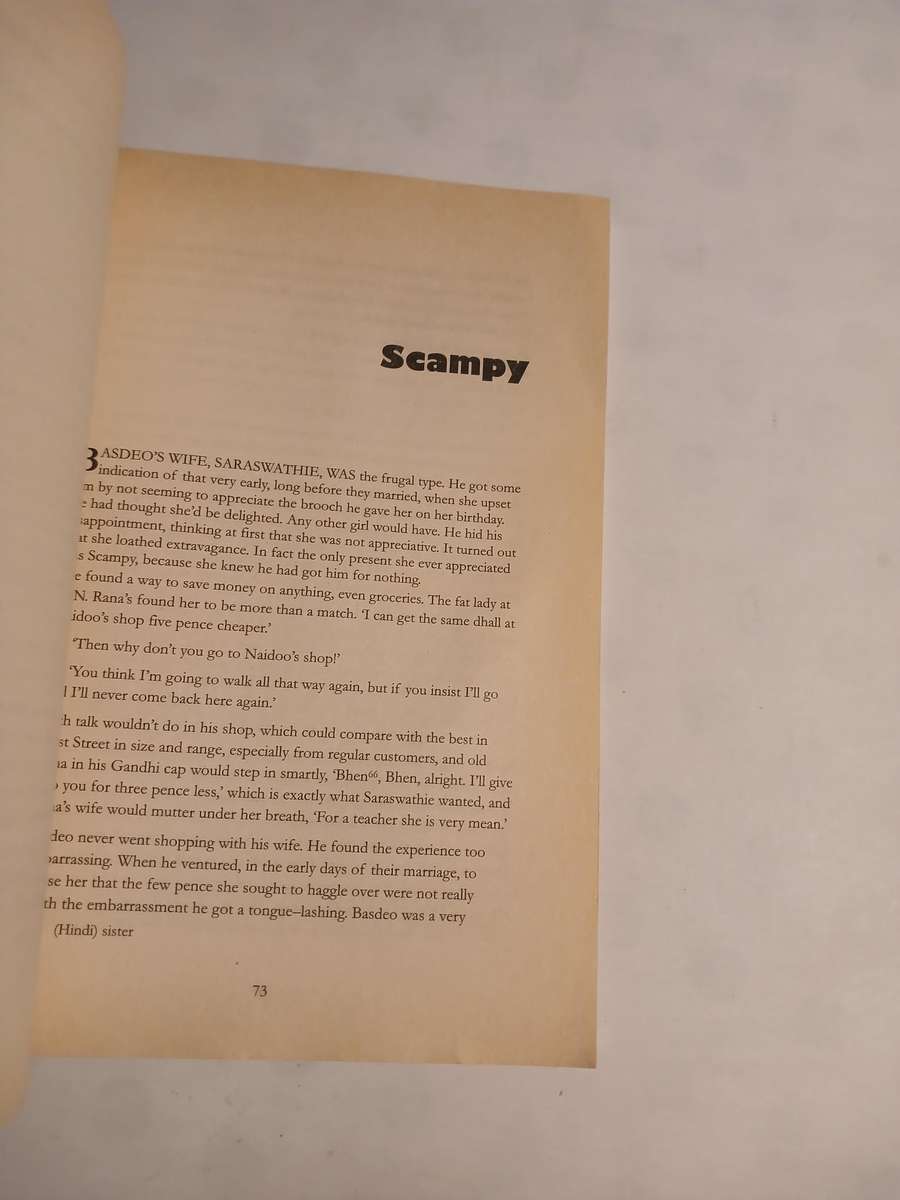 Scampy
BASDEO'S WIFE, SARASWATHIE, WAS the frugal type. He got some
indication of that very early, long before they married, when she upset
by not seeming to appreciate the brooch he gave her on her birthday.
had thought she'd be delighted. Any other girl would have. He hid his
appointment, thinking at first that she was not appreciative. It turned out
she loathed extravagance. In fact the only present she ever appreciated
Scampy, because she knew he had got him for nothing.
found a way to save money on anything, even groceries. The fat lady at
N. Rana's found her to be more than a match. 'I can get the same dhall at
idoo's shop five pence cheaper.'
'Then why don't you go to Naidoo's shop!'
'You think I'm going to walk all that way again, but if you insist I'll go
I'll never come back here again.'
talk wouldn't do in his shop, which could compare with the best in
st Street in size and range, especially from regular customers, and old
in his Gandhi cap would step in smartly, 'Bhen⁶⁶, Bhen, alright. I'll give
you for three pence less,' which is exactly what Saraswathie wanted, and
a's wife would mutter under her breath, 'For a teacher she is very mean.'
deo never went shopping with his wife. He found the experience too
barrassing. When he ventured, in the early days of their marriage, to
se her that the few pence she sought to haggle over were not really
th the embarrassment he got a tongue–lashing. Basdeo was a very
(Hindi) sister
73